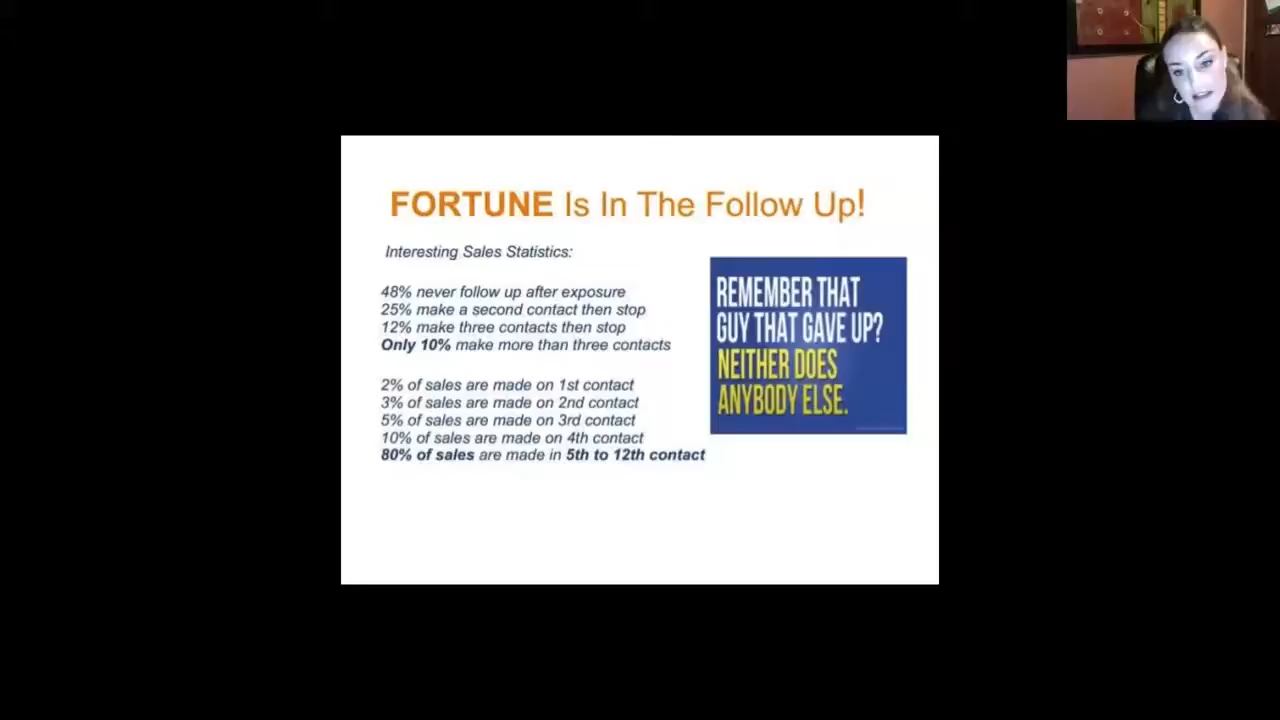 FORTUNE Is In The Follow Up!
Interesting Sales Statistics:
48% never follow up after exposure
25% make a second contact then stop
12% make three contacts then stop
Only 10% make more than three contacts
2% of sales are made on 1st contact
3% of sales are made on 2nd contact
5% of sales are made on 3rd contact
10% of sales are made on 4th contact
80% of sales are made in 5th to 12th contact
REMEMBER THAT
GUY THAT GAVE UP?
NEITHER DOES
ANYBODY ELSE.